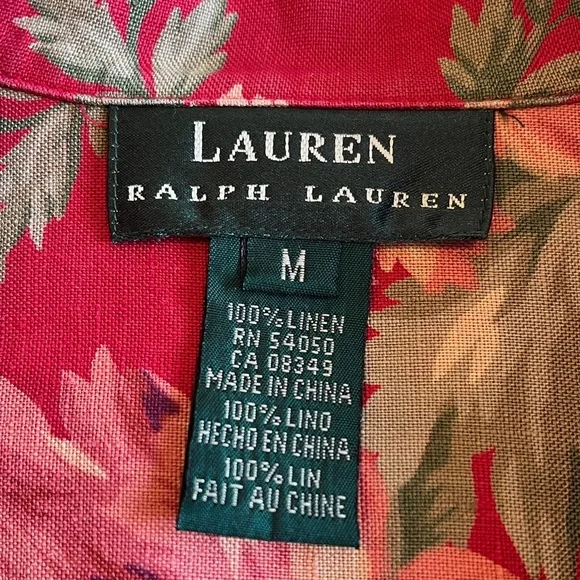 LAUREN
RALPH LAUREN
M
100% LINEN
RN 54050
CA 08349
MADE IN CHINA
100% LINO
HECHO EN CHINA
100% LIN
FAIT AU CHINE